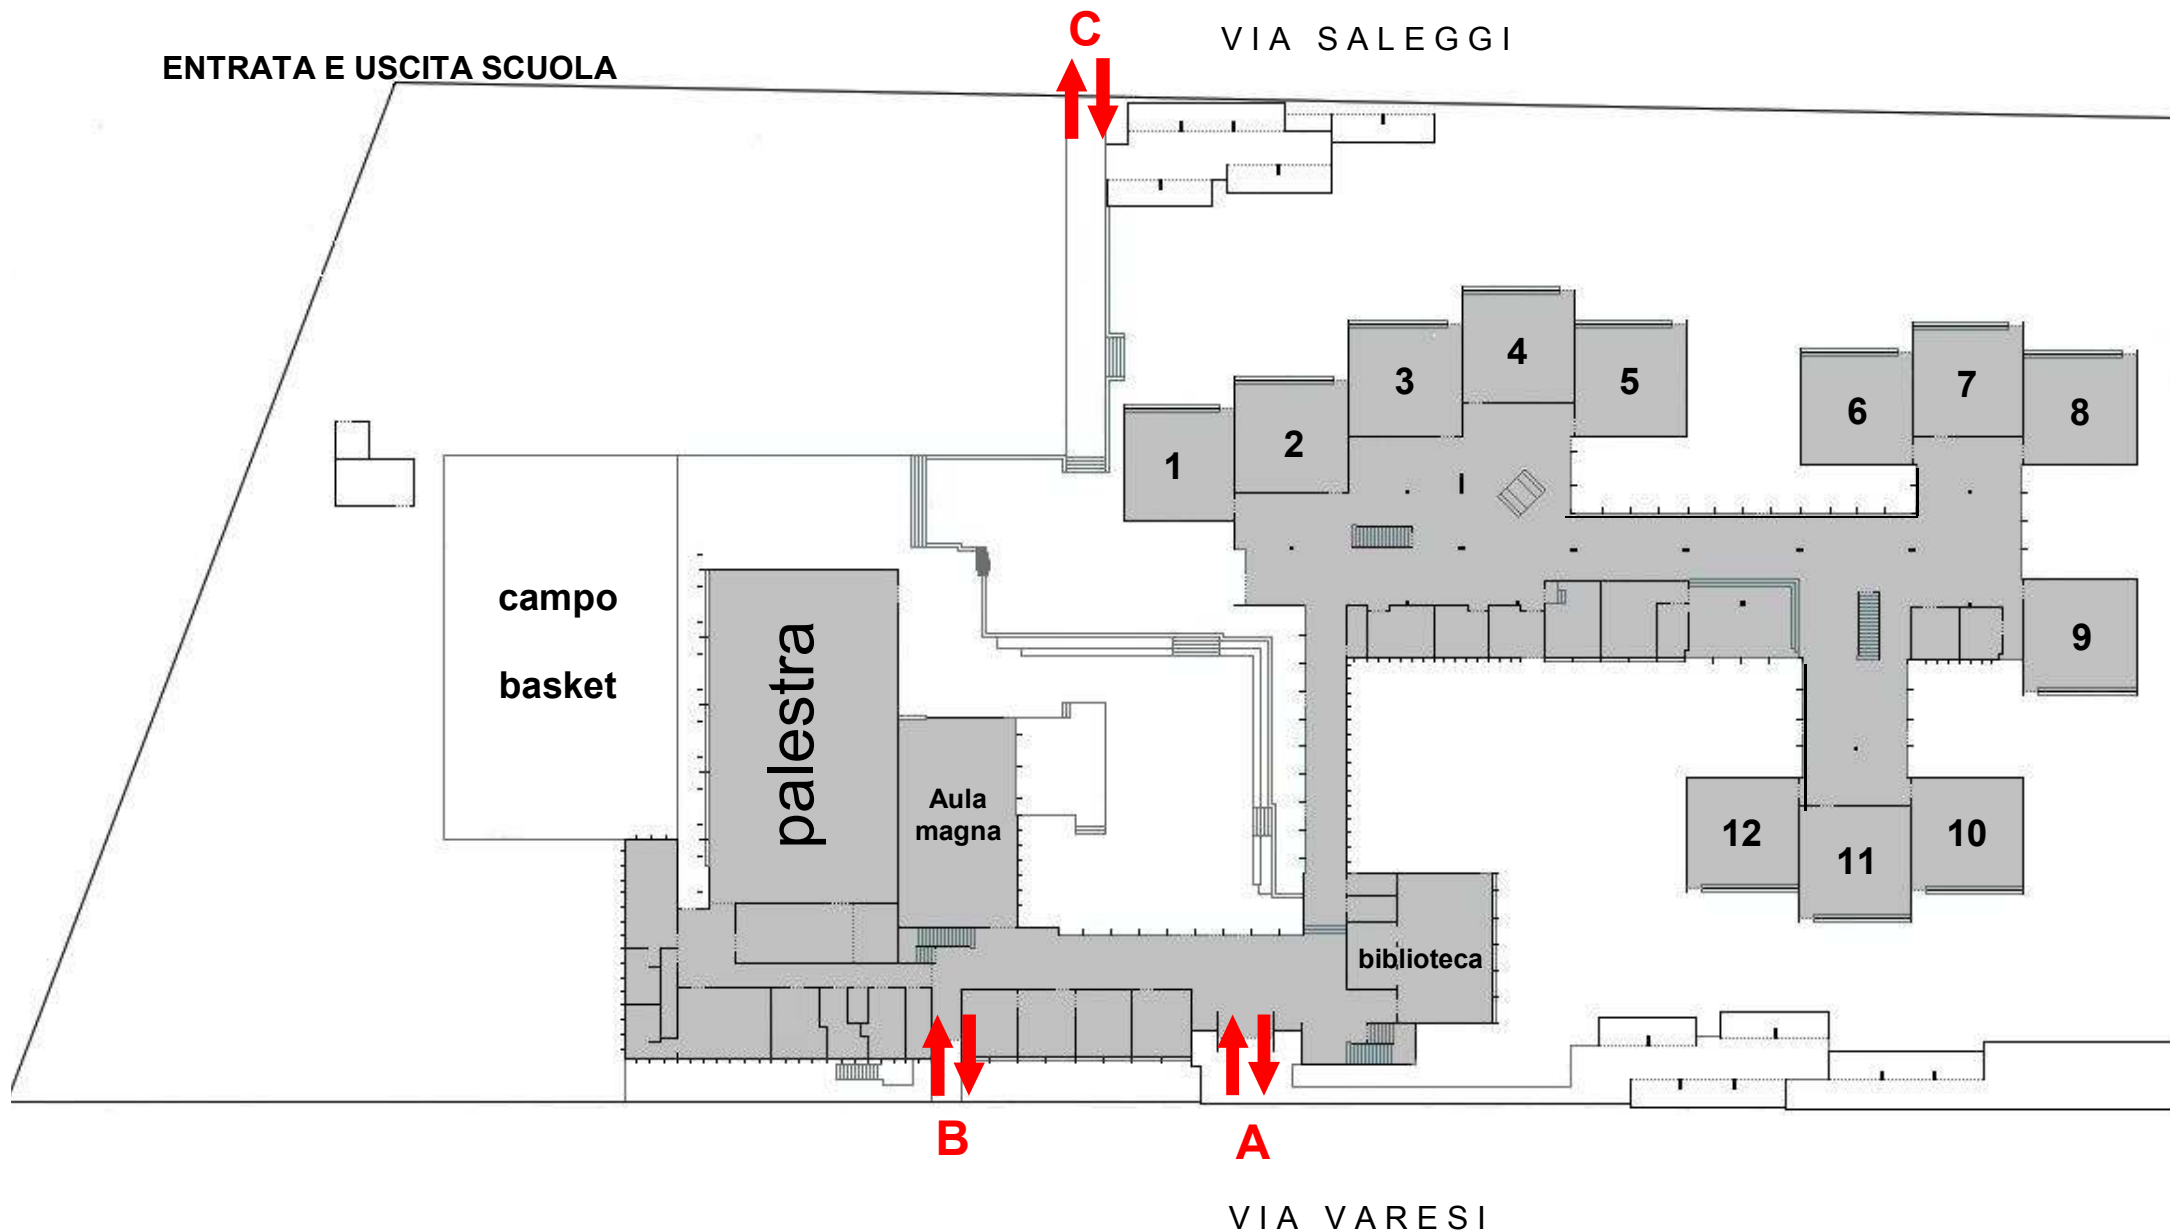 C
VIA SALEGGI
ENTRATA E USCITA SCUOLA
4
3
5
7
6
8
2
1
campo
basket
palestra
9
Aula
magna
12
11
10
biblioteca
B
A
VIA VARESI